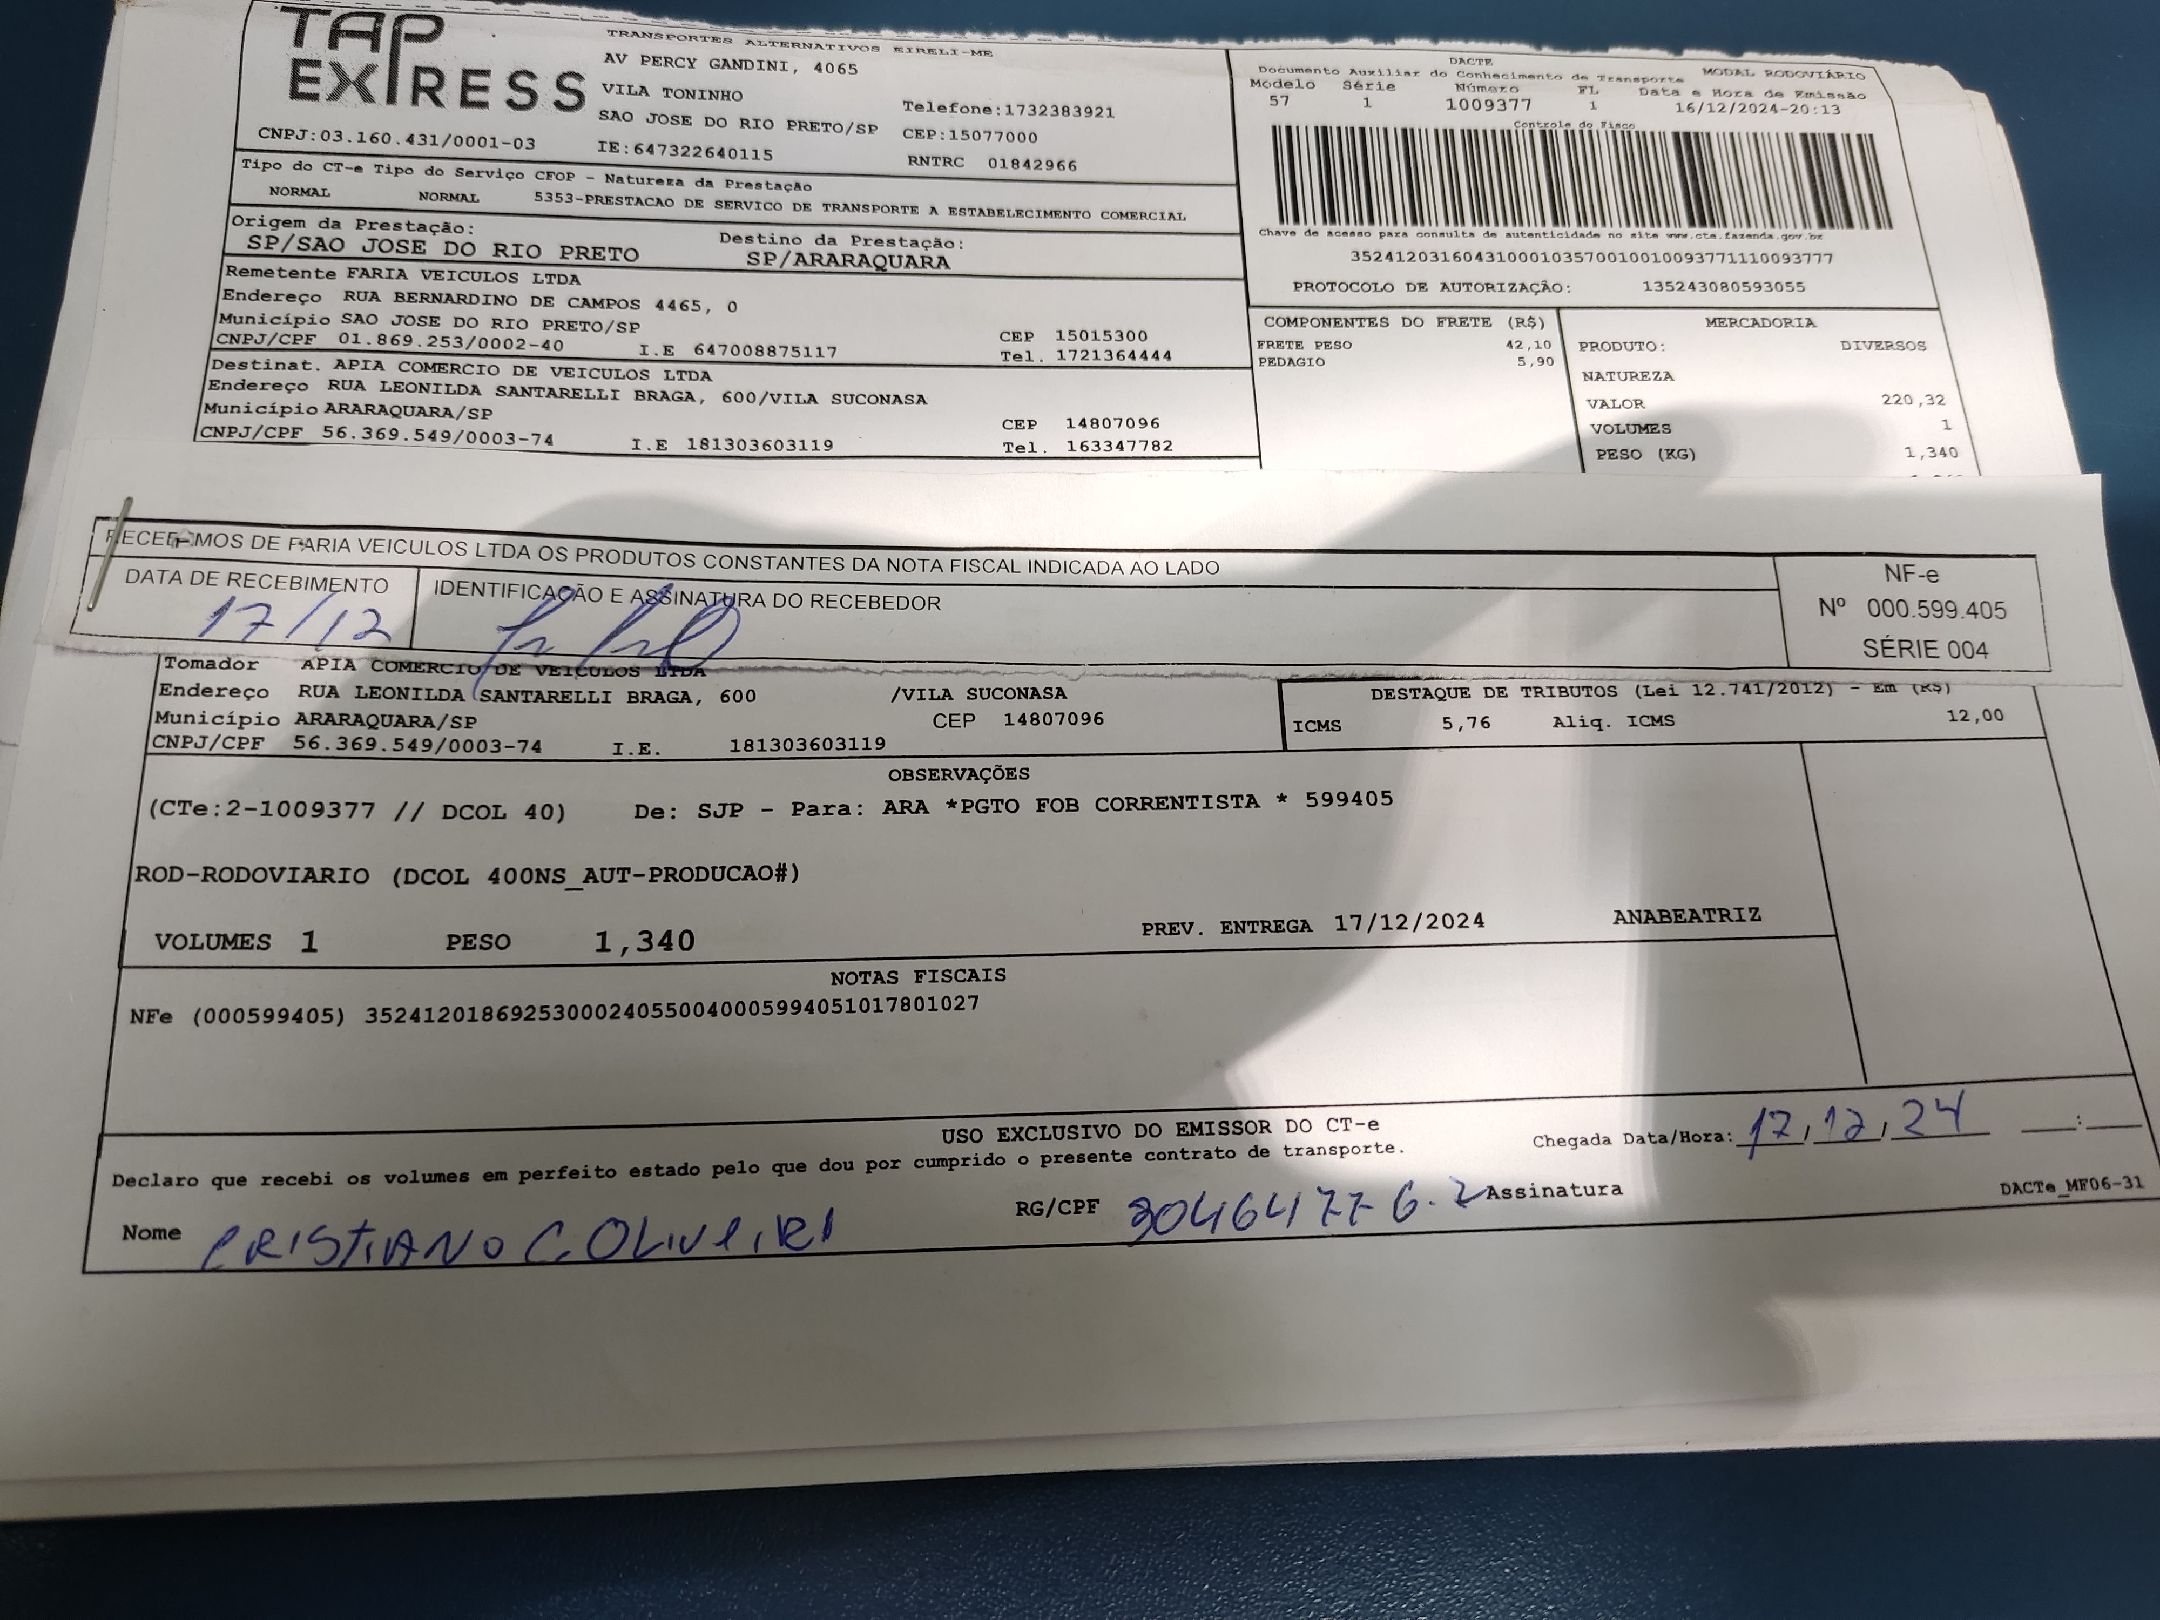 TAP EXPRESS
TRANSPORTES ALTERNATIVOS EIRELI-ME
AV PERCY GANDINI, 4065
VILA TONINHO
SAO JOSE DO RIO PRETO/SP
Telefone:1732383921
CEP:15077000
CNPJ:03.160.431/0001-03 IE:647322640115 RNTRC 01842966
Tipo do CT-e Tipo do Serviço CFOP - Natureza da Prestação
NORMAL NORMAL 5353-PRESTACAO DE SERVICO DE TRANSPORTE A ESTABELECIMENTO COMERCIAL
Origem da Prestação: Destino da Prestação:
SP/SAO JOSE DO RIO PRETO SP/ARARAQUARA
Remetente FARIA VEICULOS LTDA
Endereço RUA BERNARDINO DE CAMPOS 4465, 0
Município SAO JOSE DO RIO PRETO/SP CEP 15015300
CNPJ/CPF 01.869.253/0002-40 I.E 647008875117 Tel. 1721364444
Destinat. APIA COMERCIO DE VEICULOS LTDA
Endereço RUA LEONILDA SANTARELLI BRAGA, 600/VILA SUCONASA
Município ARARAQUARA/SP CEP 14807096
CNPJ/CPF 56.369.549/0003-74 I.E 181303603119 Tel. 163347782
DACTE
Documento Auxiliar do Conhecimento de Transporte MODAL RODOVIÁRIO
Modelo Série Número FL Data e Hora de Emissão
57 1 1009377 1 16/12/2024-20:13
Controle do Fisco
Chave de acesso para consulta de autenticidade no site www.cte.fazenda.gov.br
35241203160431000103570010010093771110093777
PROTOCOLO DE AUTORIZAÇÃO: 135243080593055
COMPONENTES DO FRETE (R$)
FRETE PESO 42,10
PEDAGIO 5,90
MERCADORIA
PRODUTO: DIVERSOS
NATUREZA
VALOR 220,32
VOLUMES 1
PESO (KG) 1,340
RECEBEMOS DE FARIA VEICULOS LTDA OS PRODUTOS CONSTANTES DA NOTA FISCAL INDICADA AO LADO
DATA DE RECEBIMENTO IDENTIFICAÇÃO E ASSINATURA DO RECEBEDOR
17/12
NF-e
Nº 000.599.405
SÉRIE 004
Tomador APIA COMERCIO DE VEICULOS LTDA
Endereço RUA LEONILDA SANTARELLI BRAGA, 600 /VILA SUCONASA
Município ARARAQUARA/SP CEP 14807096
CNPJ/CPF 56.369.549/0003-74 I.E. 181303603119
DESTAQUE DE TRIBUTOS (Lei 12.741/2012) - Em (R$)
ICMS 5,76 Aliq. ICMS 12,00
OBSERVAÇÕES
(CTe:2-1009377 // DCOL 40) De: SJP - Para: ARA *PGTO FOB CORRENTISTA * 599405
ROD-RODOVIARIO (DCOL 400NS_AUT-PRODUCAO#)
VOLUMES 1 PESO 1,340 PREV. ENTREGA 17/12/2024 ANABEATRIZ
NOTAS FISCAIS
NFe (000599405) 35241201869253000240550040005994051017801027
USO EXCLUSIVO DO EMISSOR DO CT-e
Declaro que recebi os volumes em perfeito estado pelo que dou por cumprido o presente contrato de transporte.
Chegada Data/Hora: 17,12,24 __:__
Nome CRISTIANO C. OLIVEIRA RG/CPF 30464776-2 Assinatura
DACTe_MF06-31